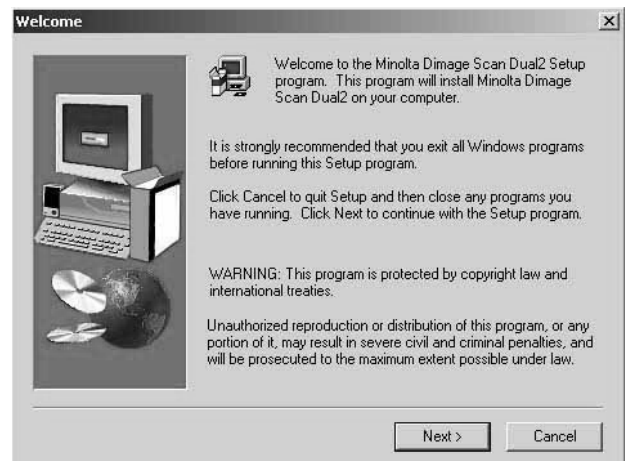 Welcome
Welcome to the Minolta Dimage Scan Dual2 Setup
program. This program will install Minolta Dimage
Scan Dual2 on your computer.
It is strongly recommended that you exit all Windows programs
before running this Setup program.
Click Cancel to quit Setup and then close any programs you
have running. Click Next to continue with the Setup program.
WARNING: This program is protected by copyright law and
international treaties.
Unauthorized reproduction or distribution of this program, or any
portion of it, may result in severe civil and criminal penalties, and
will be prosecuted to the maximum extent possible under law.
Next >
Cancel